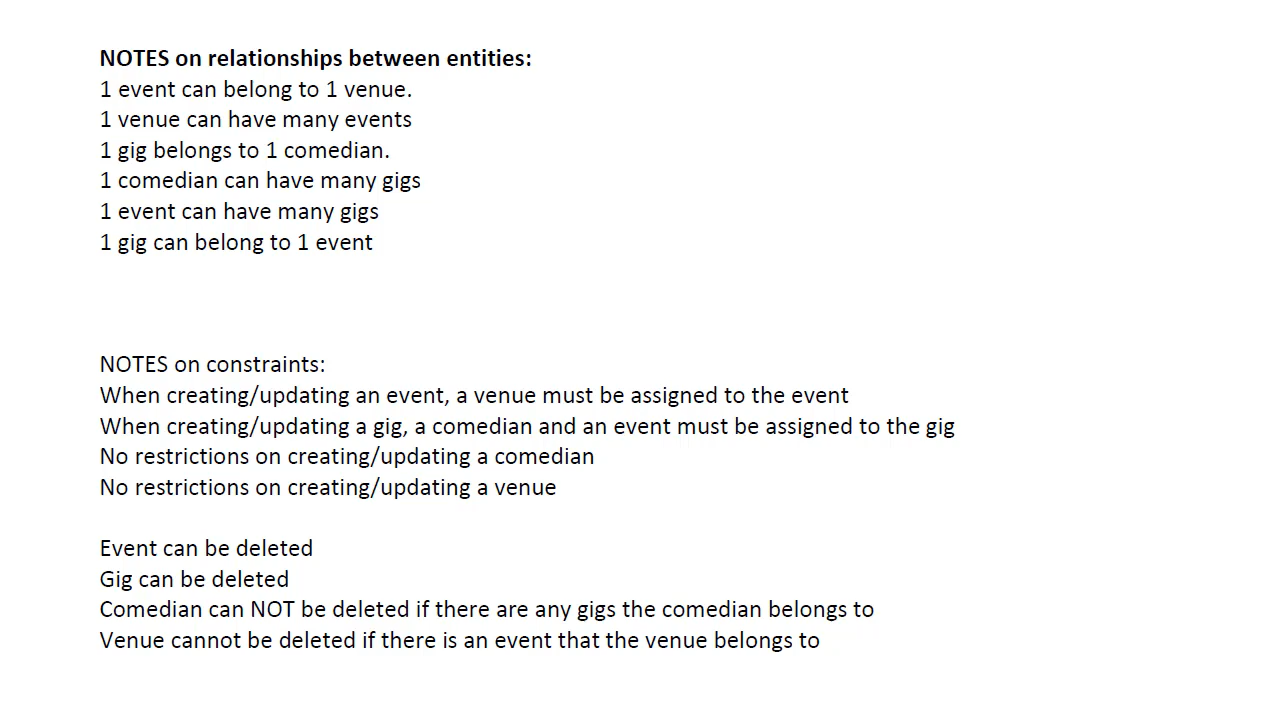 NOTES on relationships between entities:
1 event can belong to 1 venue.
1 venue can have many events
1 gig belongs to 1 comedian.
1 comedian can have many gigs
1 event can have many gigs
1 gig can belong to 1 event
NOTES on constraints:
When creating/updating an event, a venue must be assigned to the event
When creating/updating a gig, a comedian and an event must be assigned to the gig
No restrictions on creating/updating a comedian
No restrictions on creating/updating a venue
Event can be deleted
Gig can be deleted
Comedian can NOT be deleted if there are any gigs the comedian belongs to
Venue cannot be deleted if there is an event that the venue belongs to